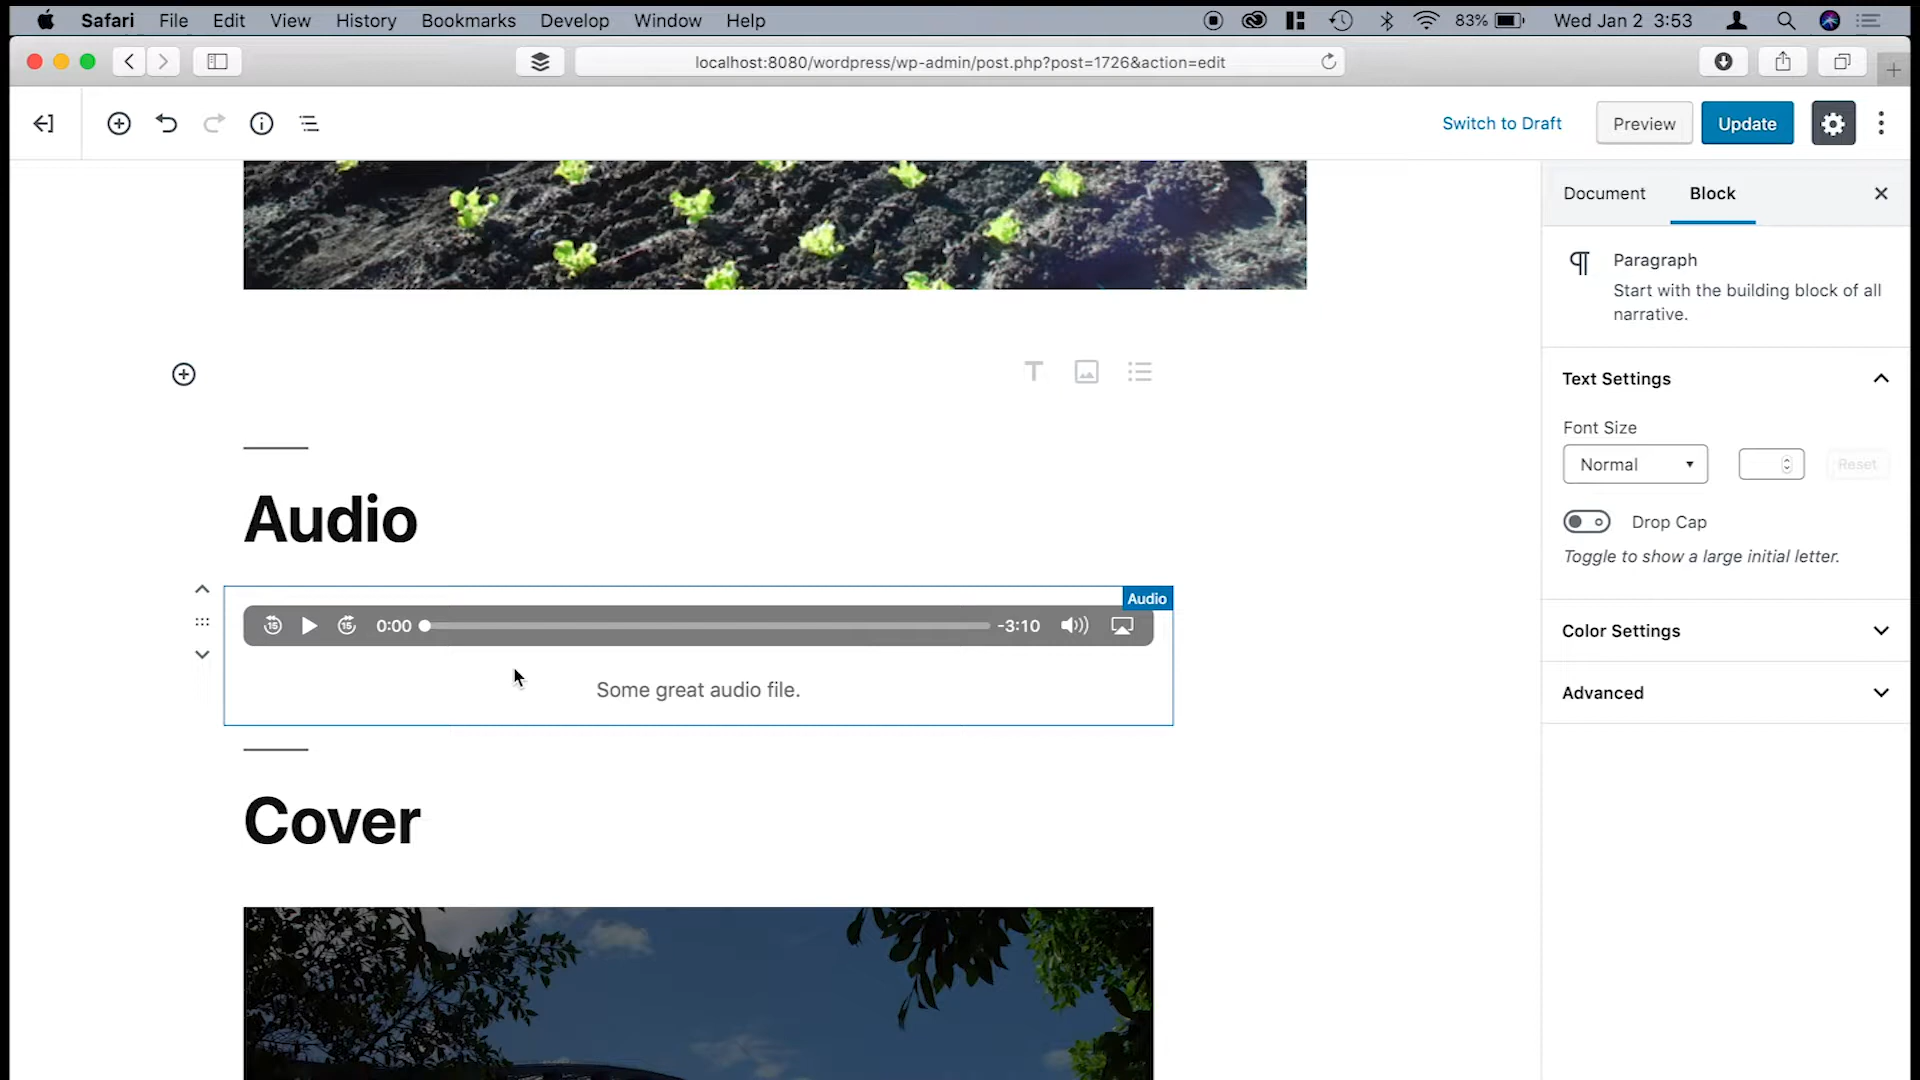 Safari File Edit View History Bookmarks Develop Window Help 83% Wed Jan 2 3:53
localhost:8080/wordpress/wp-admin/post.php?post=1726&action=edit
Switch to Draft Preview Update
Document Block
Paragraph
Start with the building block of all
narrative.
Text Settings
Font Size
Normal Reset
Drop Cap
Toggle to show a large initial letter.
Color Settings
Advanced
T
Audio
Audio
15 15 0:00 -3:10
Some great audio file.
Cover